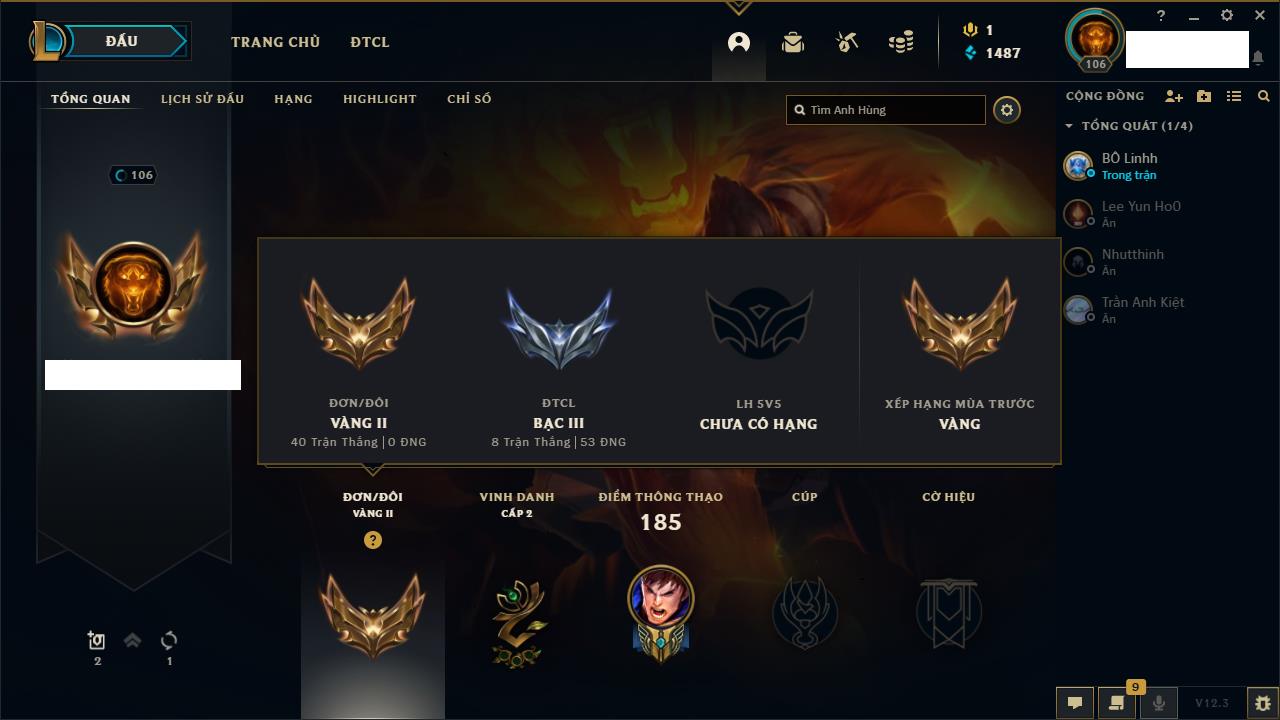 ĐẤU
TRANG CHỦ
ĐTCL
1
1487
?
106
TỔNG QUAN
LỊCH SỬ ĐẤU
HẠNG
HIGHLIGHT
CHỈ SỐ
Tìm Anh Hùng
CỘNG ĐỒNG
TỔNG QUÁT (1/4)
BÔ Linhh
Trong trận
Lee Yun Ho0
Ẩn
Nhutthinh
Ẩn
Trần Anh Kiệt
Ẩn
106
ĐƠN/ĐÔI
VÀNG II
40 Trận Thắng | 0 ĐNG
ĐTCL
BẠC III
8 Trận Thắng | 53 ĐNG
LH 5V5
CHƯA CÓ HẠNG
XẾP HẠNG MÙA TRƯỚC
VÀNG
ĐƠN/ĐÔI
VÀNG II
?
VINH DANH
CẤP 2
ĐIỂM THÔNG THẠO
185
CÚP
CỜ HIỆU
2
1
9
V12.3